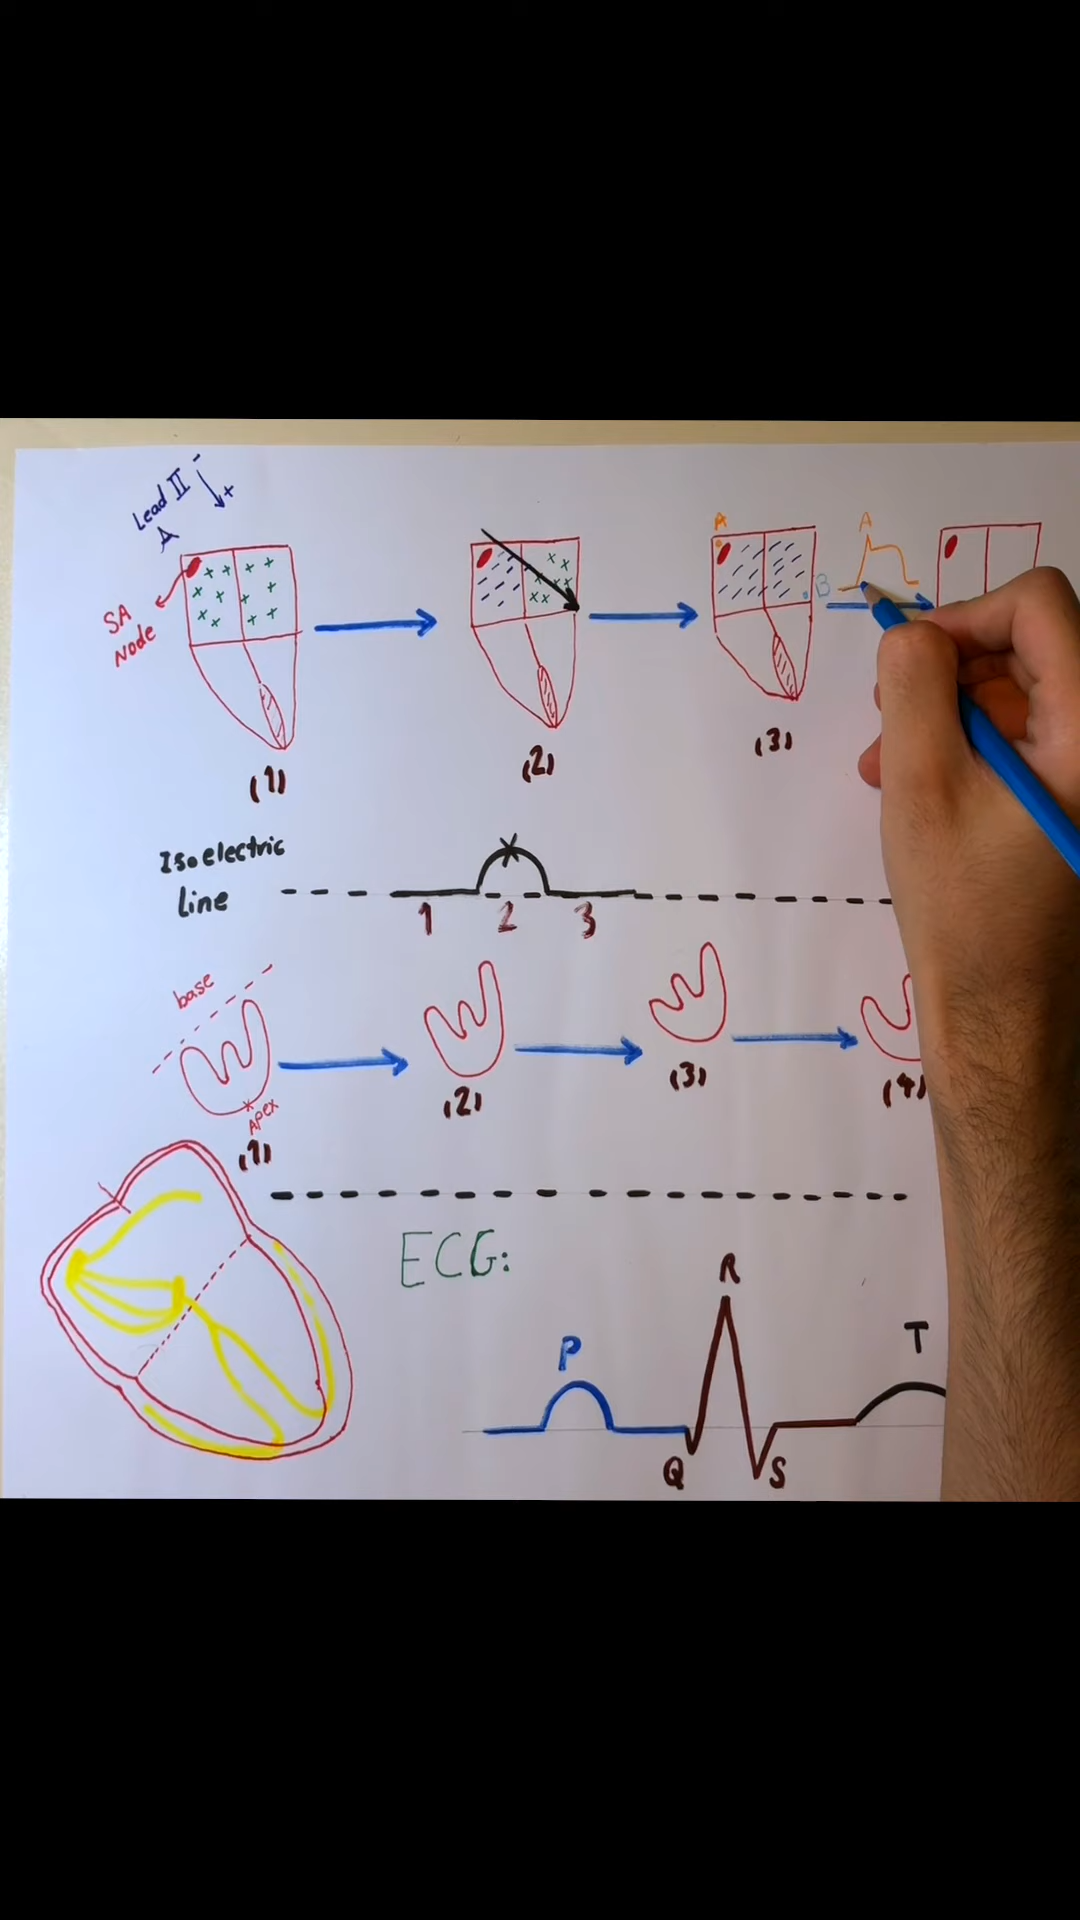 Lead II
-
+
A
SA
Node
A
B
A
(1)
(2)
(3)
Isoelectric
Line
1 2 3
base
Apex
(1)
(2)
(3)
(4)
ECG:
P
Q
R
S
T